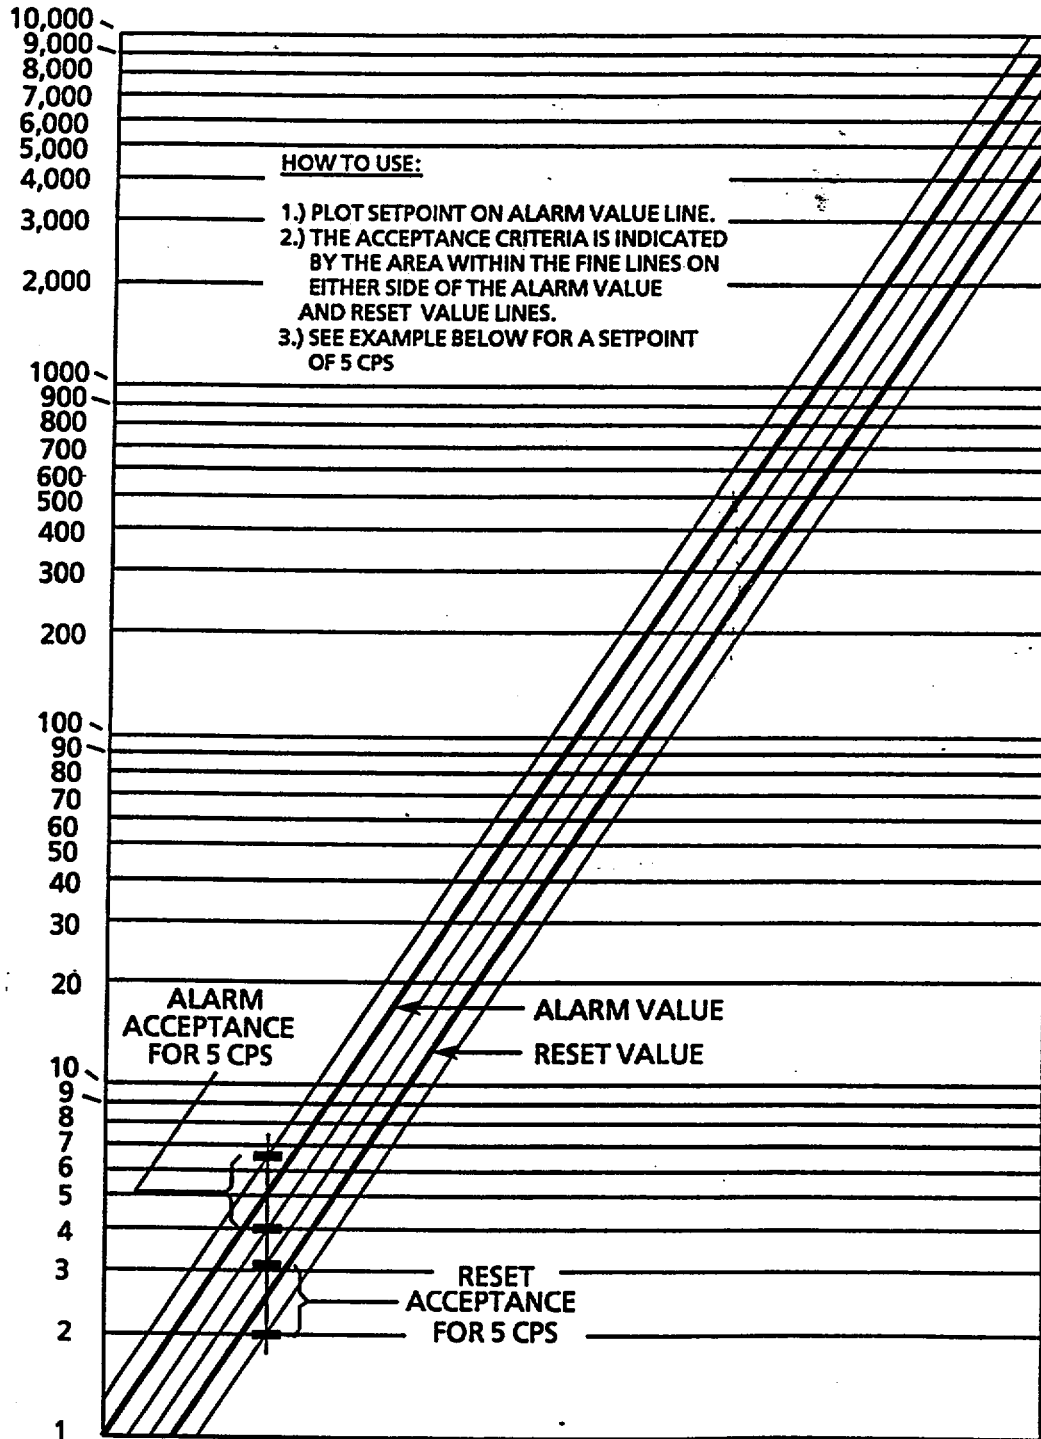 10,000
9,000
8,000
7,000
6,000
5,000
4,000
3,000
2,000
HOW TO USE:
1.) PLOT SETPOINT ON ALARM VALUE LINE.
2.) THE ACCEPTANCE CRITERIA IS INDICATED
BY THE AREA WITHIN THE FINE LINES ON
EITHER SIDE OF THE ALARM VALUE
AND RESET VALUE LINES.
3.) SEE EXAMPLE BELOW FOR A SETPOINT
OF 5 CPS
1000
900
800
700
600
500
400
300
200
100
90
80
70
60
50
40
30
20
ALARM
ACCEPTANCE
FOR 5 CPS
ALARM VALUE
RESET VALUE
10
9
8
7
6
5
4
3
2
1
RESET
ACCEPTANCE
FOR 5 CPS